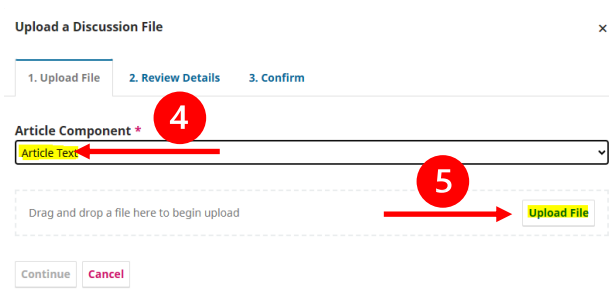 Upload a Discussion File
×
1. Upload File 2. Review Details 3. Confirm
4
Article Component *
Article Text
5
Drag and drop a file here to begin upload
Upload File
Continue Cancel